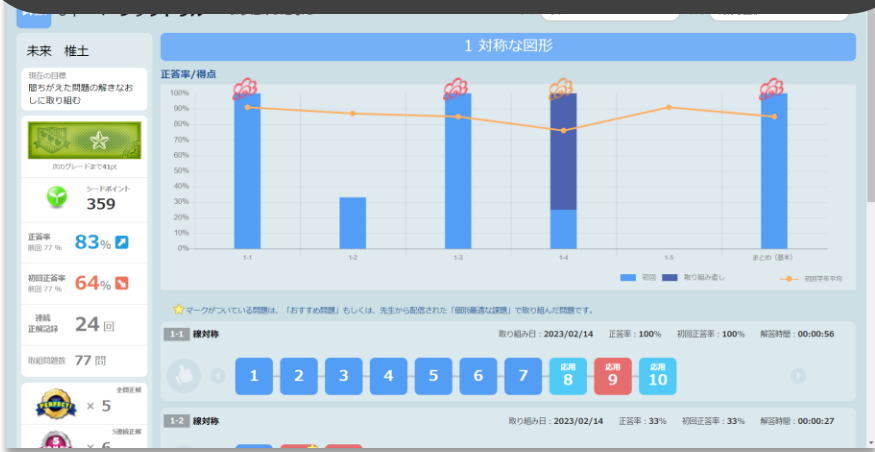 1 対称な図形
未来 椎土
現在の目標
間ちがえた問題の解きなおしに取り組む
次のグレードまで41pt
シードポイント
359
正答率
前回 77 %
83%
初回正答率
前回 77 %
64%
連続
正解記録
24 回
取組問題数 77 問
全問正解
PERFECT!
× 5
5連続正解
5
× 6
正答率/得点
100%
90%
80%
70%
60%
50%
40%
30%
20%
10%
0%
1-1 1-2 1-3 1-4 1-5 まとめ（基本）
初回 取り組み直し 初回学年平均
マークがついている問題は、「おすすめ問題」もしくは、先生から配信された「個別最適な課題」で取り組んだ問題です。
1-1 線対称 取り組み日：2023/02/14 正答率：100% 初回正答率：100% 解答時間：00:00:56
1 2 3 4 5 6 7 応用 8 応用 9 応用 10
1-2 線対称 取り組み日：2023/02/14 正答率：33% 初回正答率：33% 解答時間：00:00:27